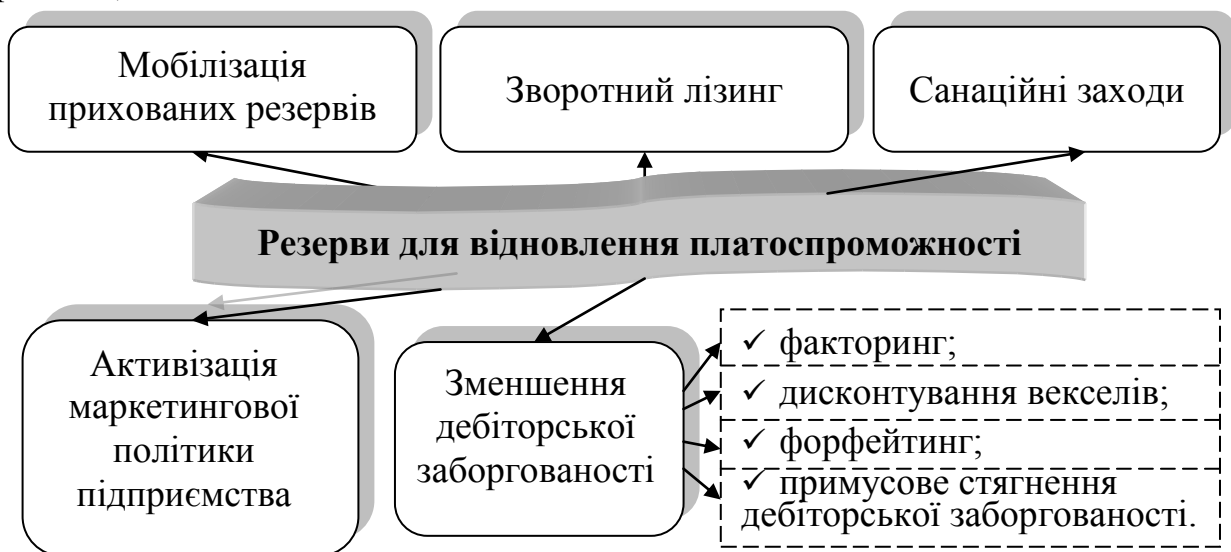 Мобілізація
прихованих резервів
Зворотний лізинг
Санаційні заходи
Резерви для відновлення платоспроможності
Активізація
маркетингової
політики
підприємства
Зменшення
дебіторської
заборгованості
✓ факторинг;
✓ дисконтування векселів;
✓ форфейтинг;
✓ примусове стягнення
дебіторської заборгованості.